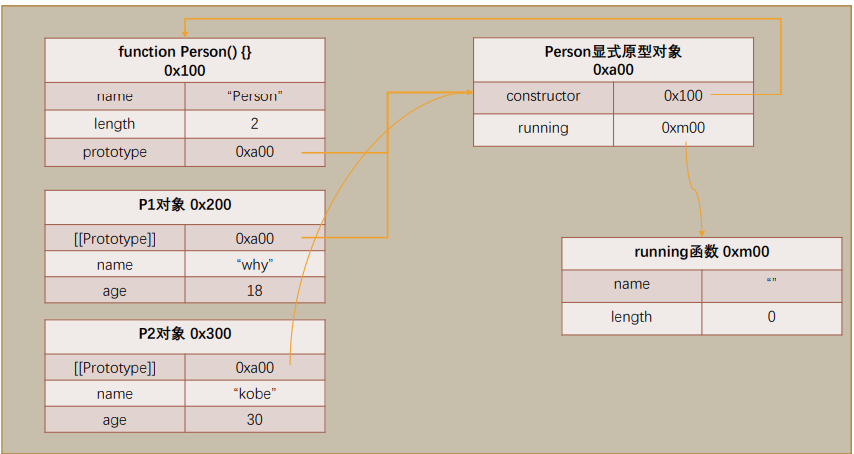 function Person() {}
0x100
name “Person”
length 2
prototype 0xa00
P1对象 0x200
[[Prototype]] 0xa00
name “why”
age 18
P2对象 0x300
[[Prototype]] 0xa00
name “kobe”
age 30
Person显式原型对象
0xa00
constructor 0x100
running 0xm00
running函数 0xm00
name “”
length 0